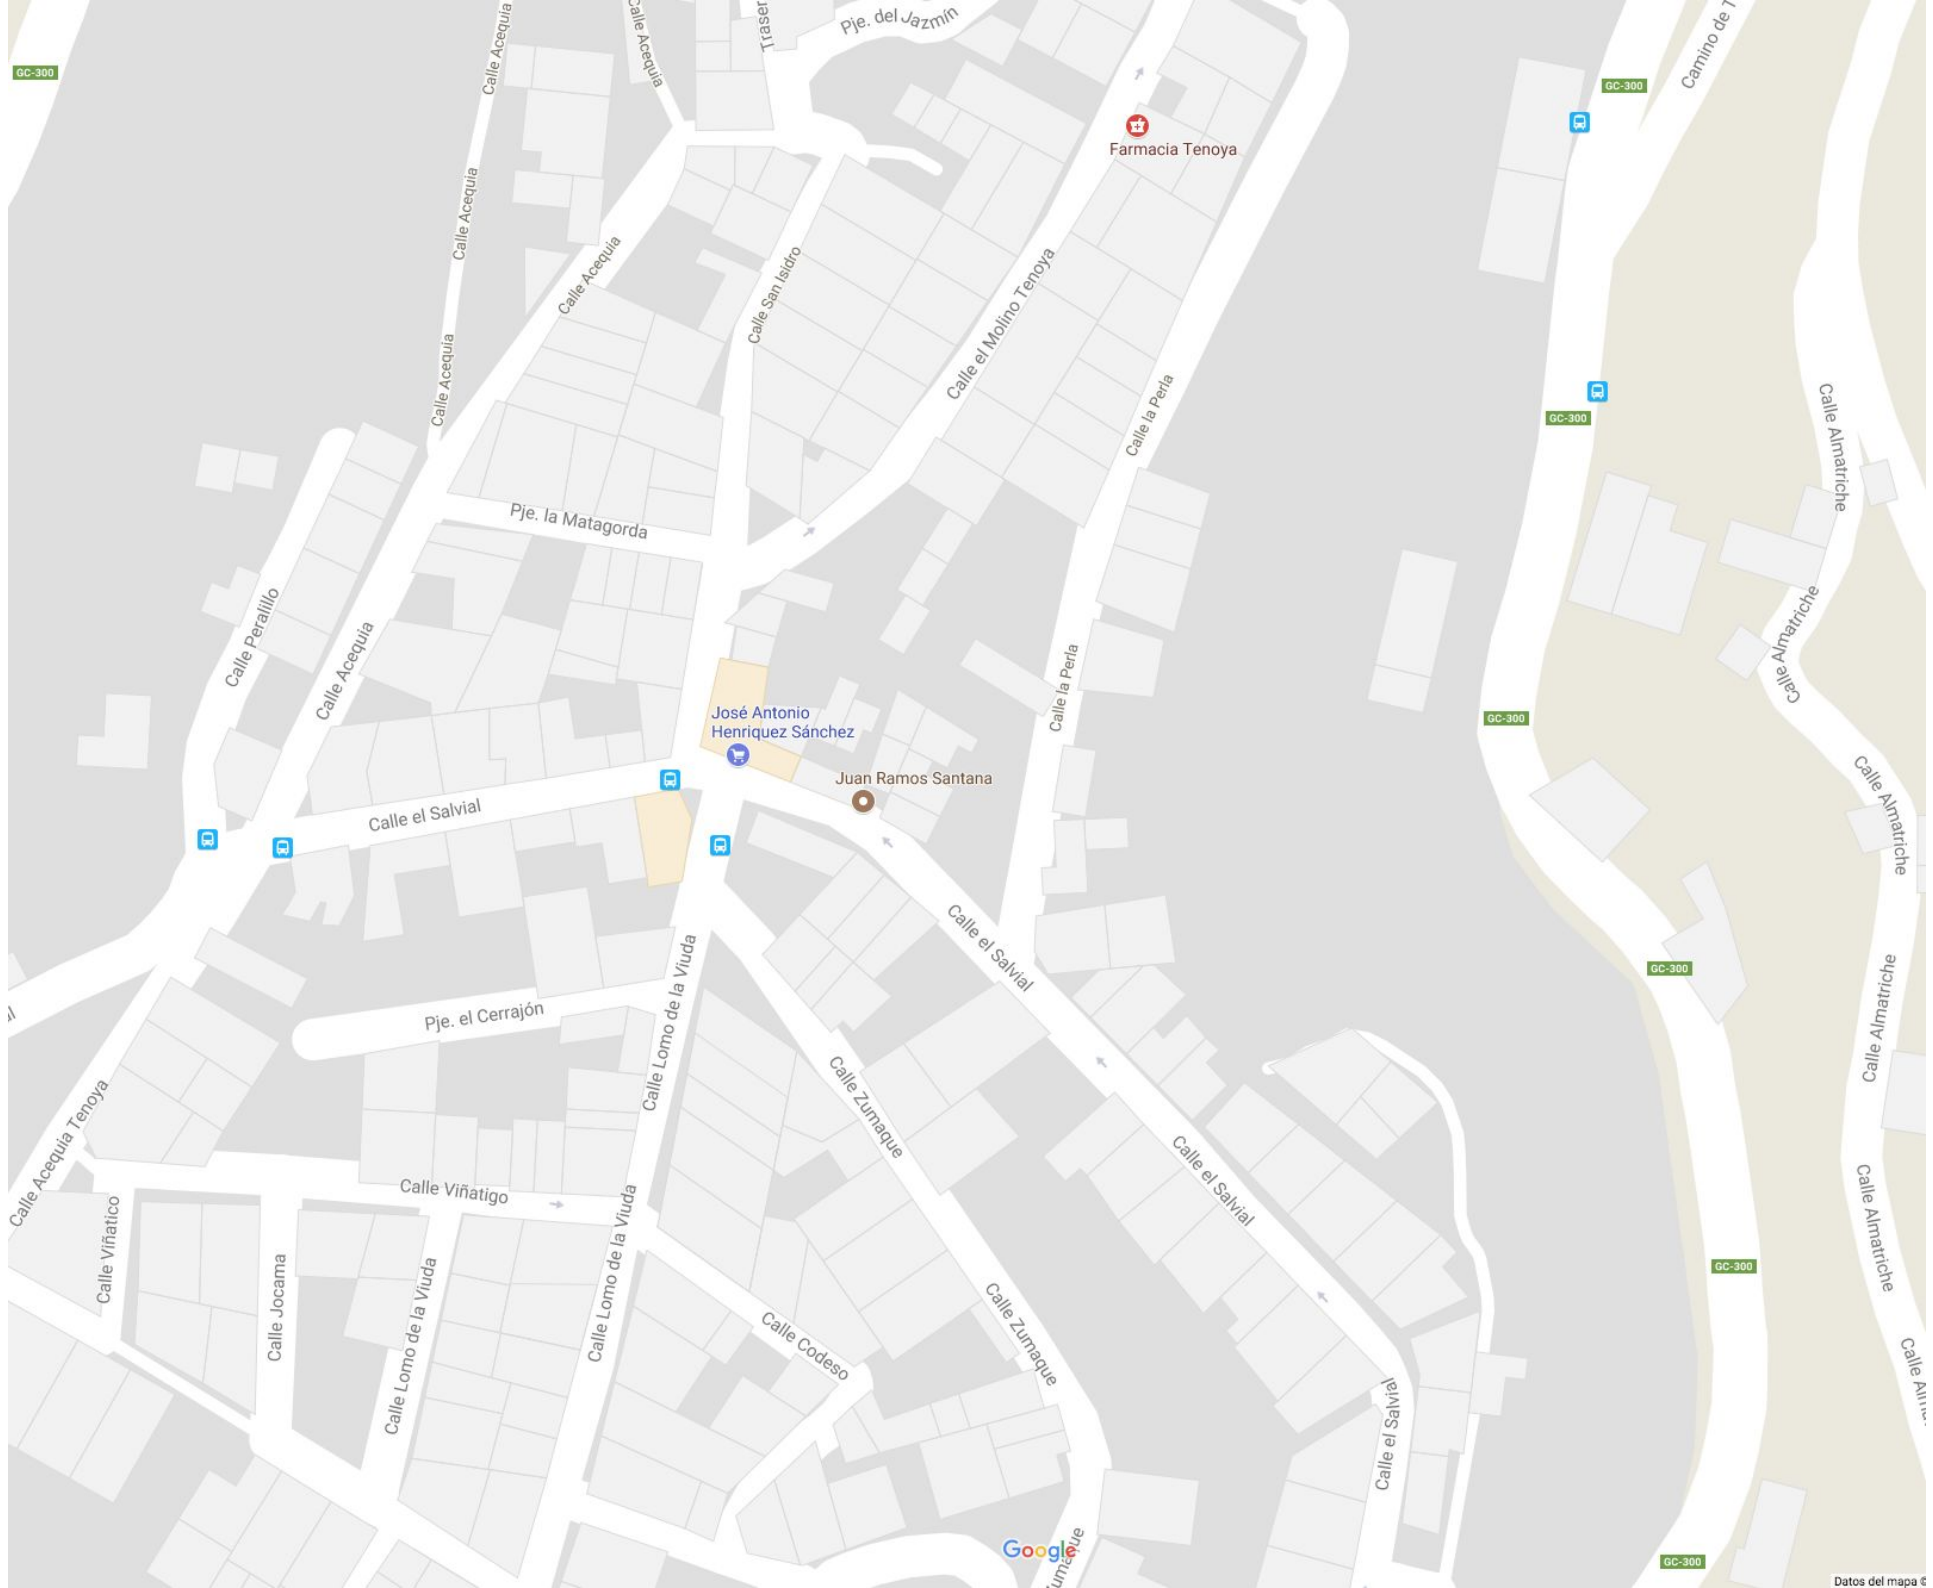 Calle Acequia
Calle Acequia
Pje. del Jazmín
GC-300
Camino de T
GC-300
Farmacia Tenoya
Calle Acequia
Calle Acequia
Calle San Isidro
Calle el Molino Tenoya
Calle Acequia
Calle la Perla
GC-300
Calle Almatriche
Pje. la Matagorda
Calle Peralillo
Calle Acequia
Calle Almatriche
Calle la Perla
José Antonio
Henriquez Sánchez
GC-300
Juan Ramos Santana
Calle el Salvial
Calle Almatriche
Calle el Salvial
GC-300
Calle Lomo de la Viuda
Pje. el Cerrajón
Calle Almatriche
Calle Zumaque
Calle Acequia Tenoya
Calle Viñatigo
Calle el Salvial
Calle Almatriche
Calle Viñatico
Calle Jocama
Calle Lomo de la Viuda
Calle Lomo de la Viuda
GC-300
Calle Codeso
Calle Zumaque
Calle el Salvial
Google
GC-300
Datos del mapa ©